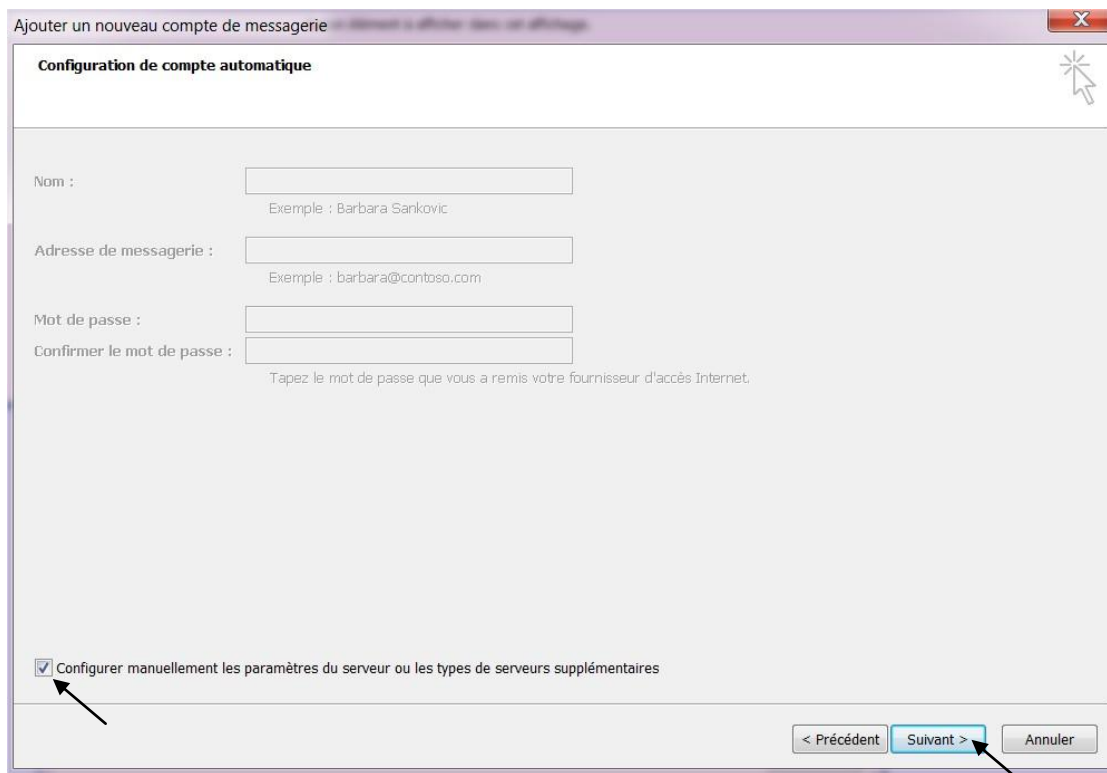 Ajouter un nouveau compte de messagerie
Configuration de compte automatique
Nom :
Exemple : Barbara Sankovic
Adresse de messagerie :
Exemple : barbara@contoso.com
Mot de passe :
Confirmer le mot de passe :
Tapez le mot de passe que vous a remis votre fournisseur d'accès Internet.
Configurer manuellement les paramètres du serveur ou les types de serveurs supplémentaires
< Précédent Suivant > Annuler